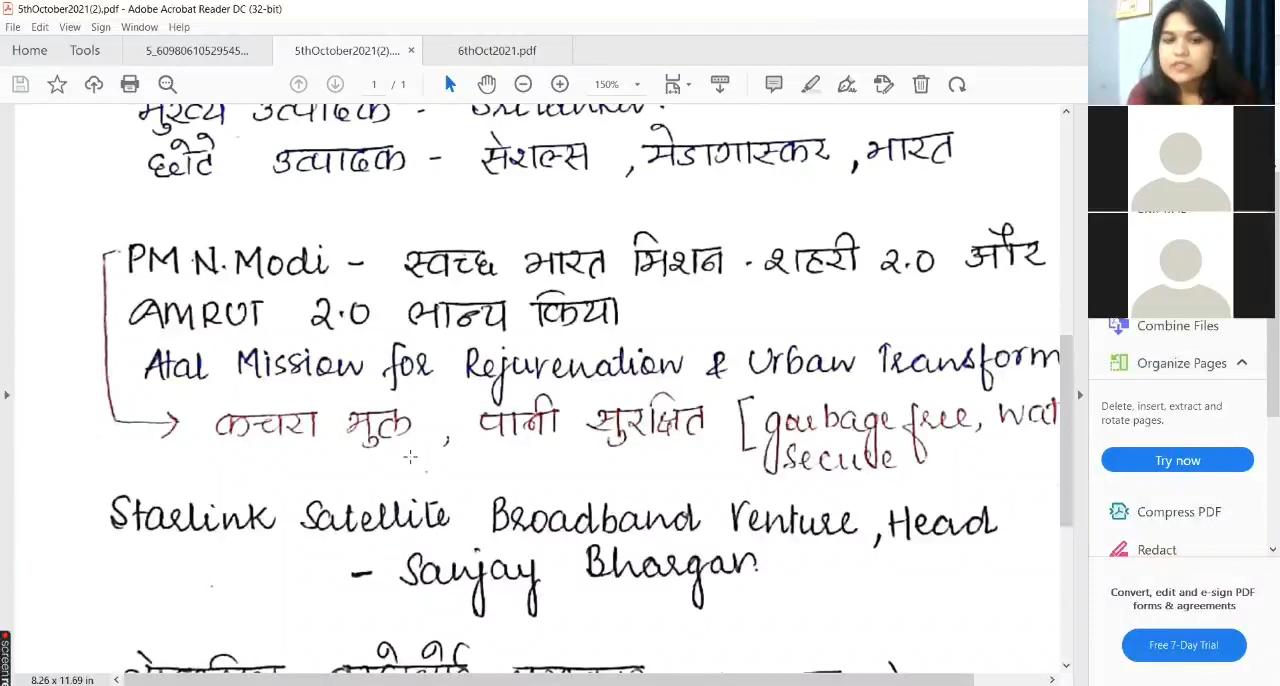 5thOctober2021(2).pdf - Adobe Acrobat Reader DC (32-bit)
File Edit View Sign Window Help
Home Tools 5_60980610529545... 5thOctober2021(2).... × 6thOct2021.pdf
1 / 1 150%
मुख्य उत्पादक -
छोटे उत्पादक - सेशल्स , मेडागास्कर , भारत
PM N. Modi - स्वच्छ भारत मिशन - शहरी 2.0 और
AMRUT 2.0 लान्च किया
Atal Mission for Rejuvenation & Urban Transform
→ कचरा मुक्त , पानी सुरक्षित [garbage free, wat
secure
Starlink Satellite Broadband Venture, Head
- Sanjay Bhargav
Combine Files
Organize Pages
Delete, insert, extract and
rotate pages.
Try now
Compress PDF
Redact
Convert, edit and e-sign PDF
forms & agreements
Free 7-Day Trial
8.26 x 11.69 in